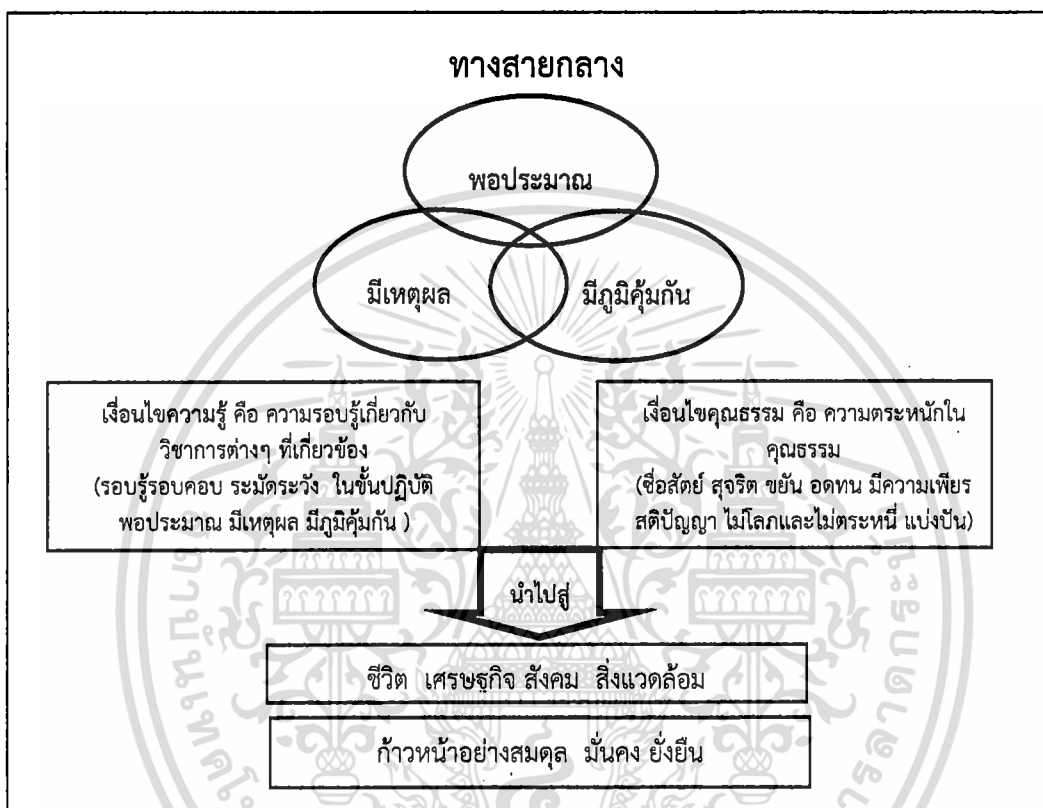 ทางสายกลาง
พอประมาณ
มีเหตุผล
มีภูมิคุ้มกัน
เงื่อนไขความรู้ คือ ความรอบรู้เกี่ยวกับ
วิชาการต่างๆ ที่เกี่ยวข้อง
(รอบรู้รอบคอบ ระมัดระวัง ในขั้นปฏิบัติ
พอประมาณ มีเหตุผล มีภูมิคุ้มกัน )
เงื่อนไขคุณธรรม คือ ความตระหนักใน
คุณธรรม
(ซื่อสัตย์ สุจริต ขยัน อดทน มีความเพียร
สติปัญญา ไม่โลภและไม่ตระหนี่ แบ่งปัน)
นำไปสู่
ชีวิต เศรษฐกิจ สังคม สิ่งแวดล้อม
ก้าวหน้าอย่างสมดุล มั่นคง ยั่งยืน